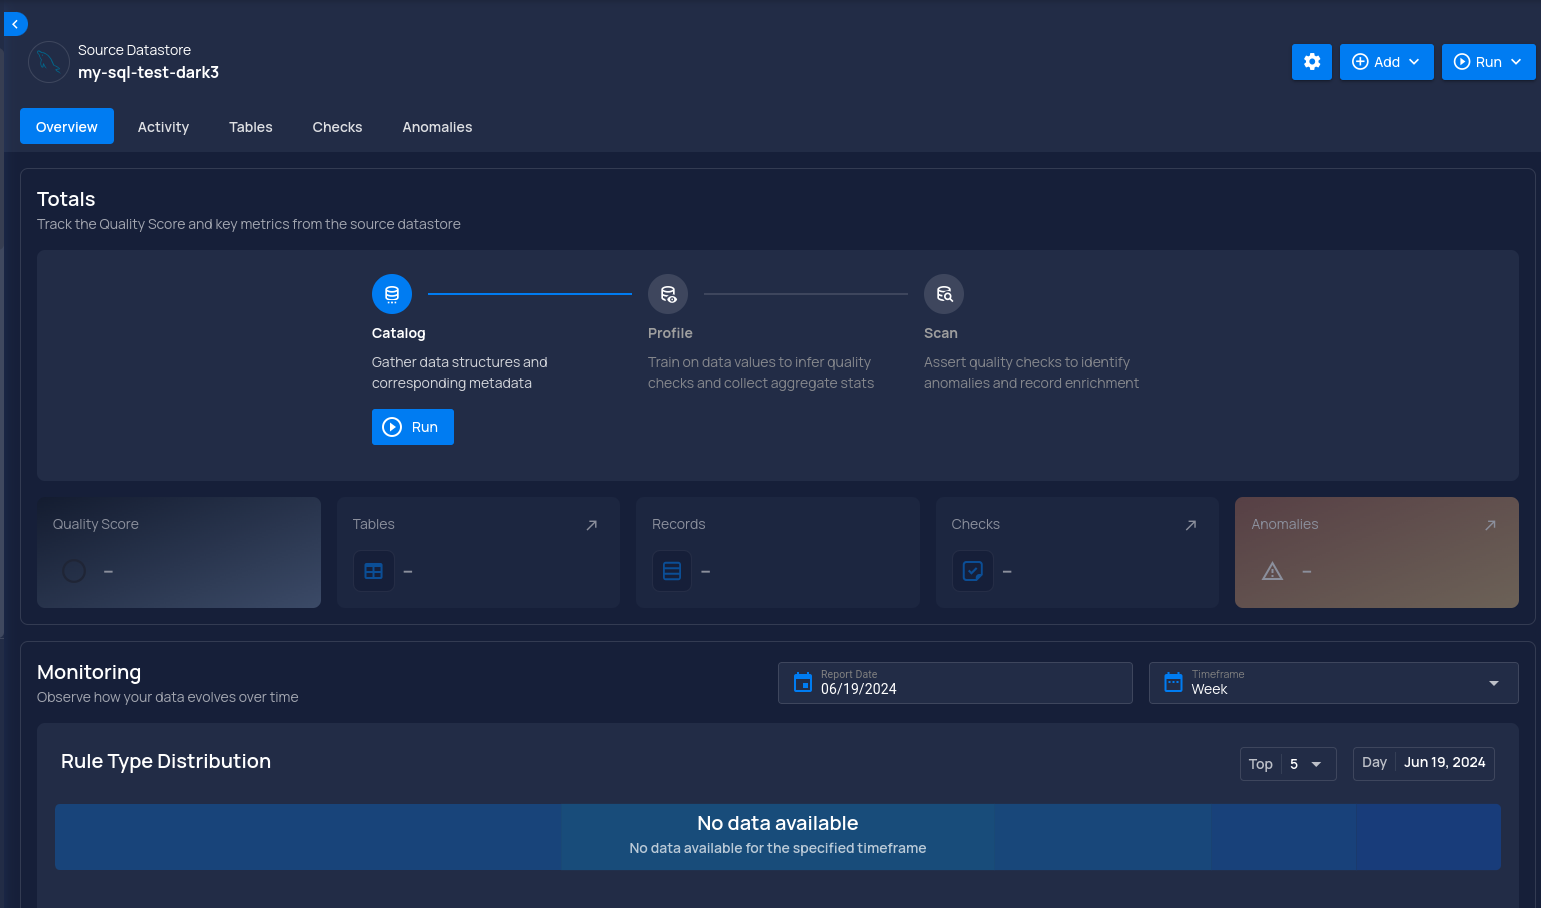 Source Datastore
my-sql-test-dark3
Add
Run
Overview
Activity
Tables
Checks
Anomalies
Totals
Track the Quality Score and key metrics from the source datastore
Catalog
Gather data structures and
corresponding metadata
Run
Profile
Train on data values to infer quality
checks and collect aggregate stats
Scan
Assert quality checks to identify
anomalies and record enrichment
Quality Score
–
Tables
–
Records
–
Checks
–
Anomalies
–
Monitoring
Observe how your data evolves over time
Report Date
06/19/2024
Timeframe
Week
Rule Type Distribution
Top 5
Day Jun 19, 2024
No data available
No data available for the specified timeframe